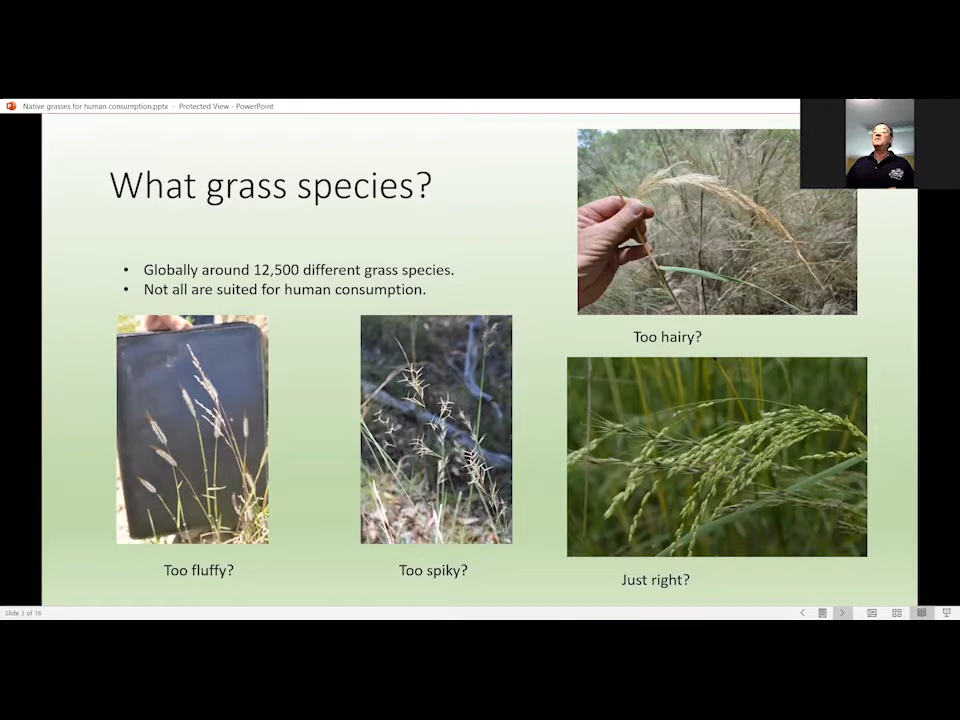 Native grasses for human consumption.pptx - Protected View - PowerPoint
What grass species?
• Globally around 12,500 different grass species.
• Not all are suited for human consumption.
Too hairy?
Too fluffy?
Too spiky?
Just right?
Slide 3 of 16